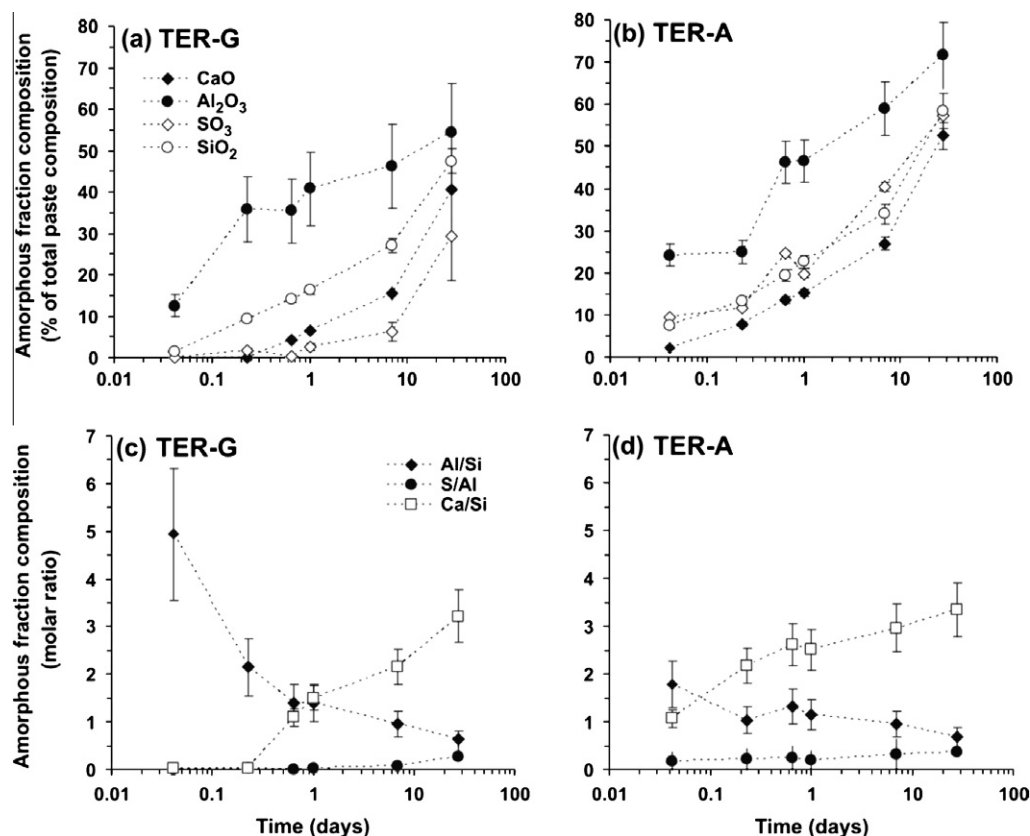 (a) TER-G
CaO
Al₂O₃
SO₃
SiO₂
80
70
60
50
40
30
20
10
0
0.01 0.1 1 10 100
Amorphous fraction composition
(% of total paste composition)
(b) TER-A
80
70
60
50
40
30
20
10
0
0.01 0.1 1 10 100
(c) TER-G
Al/Si
S/Al
Ca/Si
7
6
5
4
3
2
1
0
0.01 0.1 1 10 100
Time (days)
Amorphous fraction composition
(molar ratio)
(d) TER-A
7
6
5
4
3
2
1
0
0.01 0.1 1 10 100
Time (days)